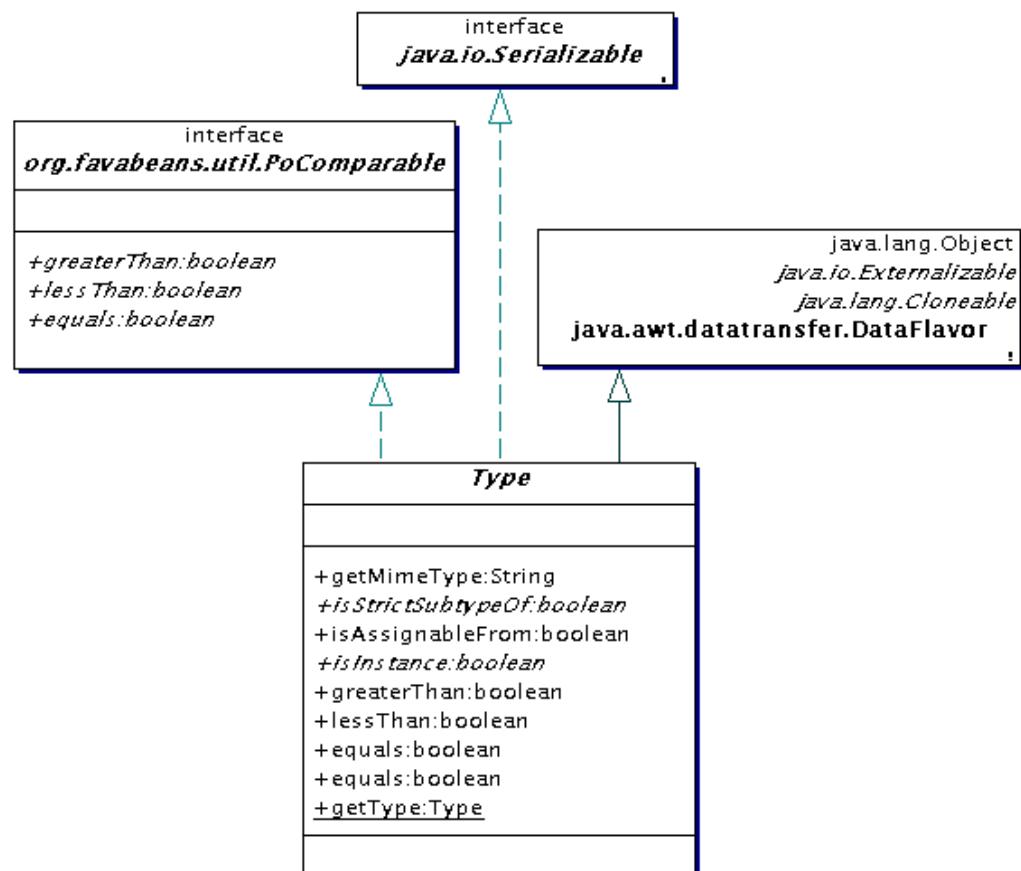 interface
java.io.Serializable
interface
org.favabeans.util.PoComparable
+greaterThan:boolean
+lessThan:boolean
+equals:boolean
java.lang.Object
java.io.Externalizable
java.lang.Cloneable
java.awt.datatransfer.DataFlavor
!
Type
+getMimeType:String
+isStrictSubtypeOf:boolean
+isAssignableFrom:boolean
+isInstance:boolean
+greaterThan:boolean
+lessThan:boolean
+equals:boolean
+equals:boolean
+getType:Type